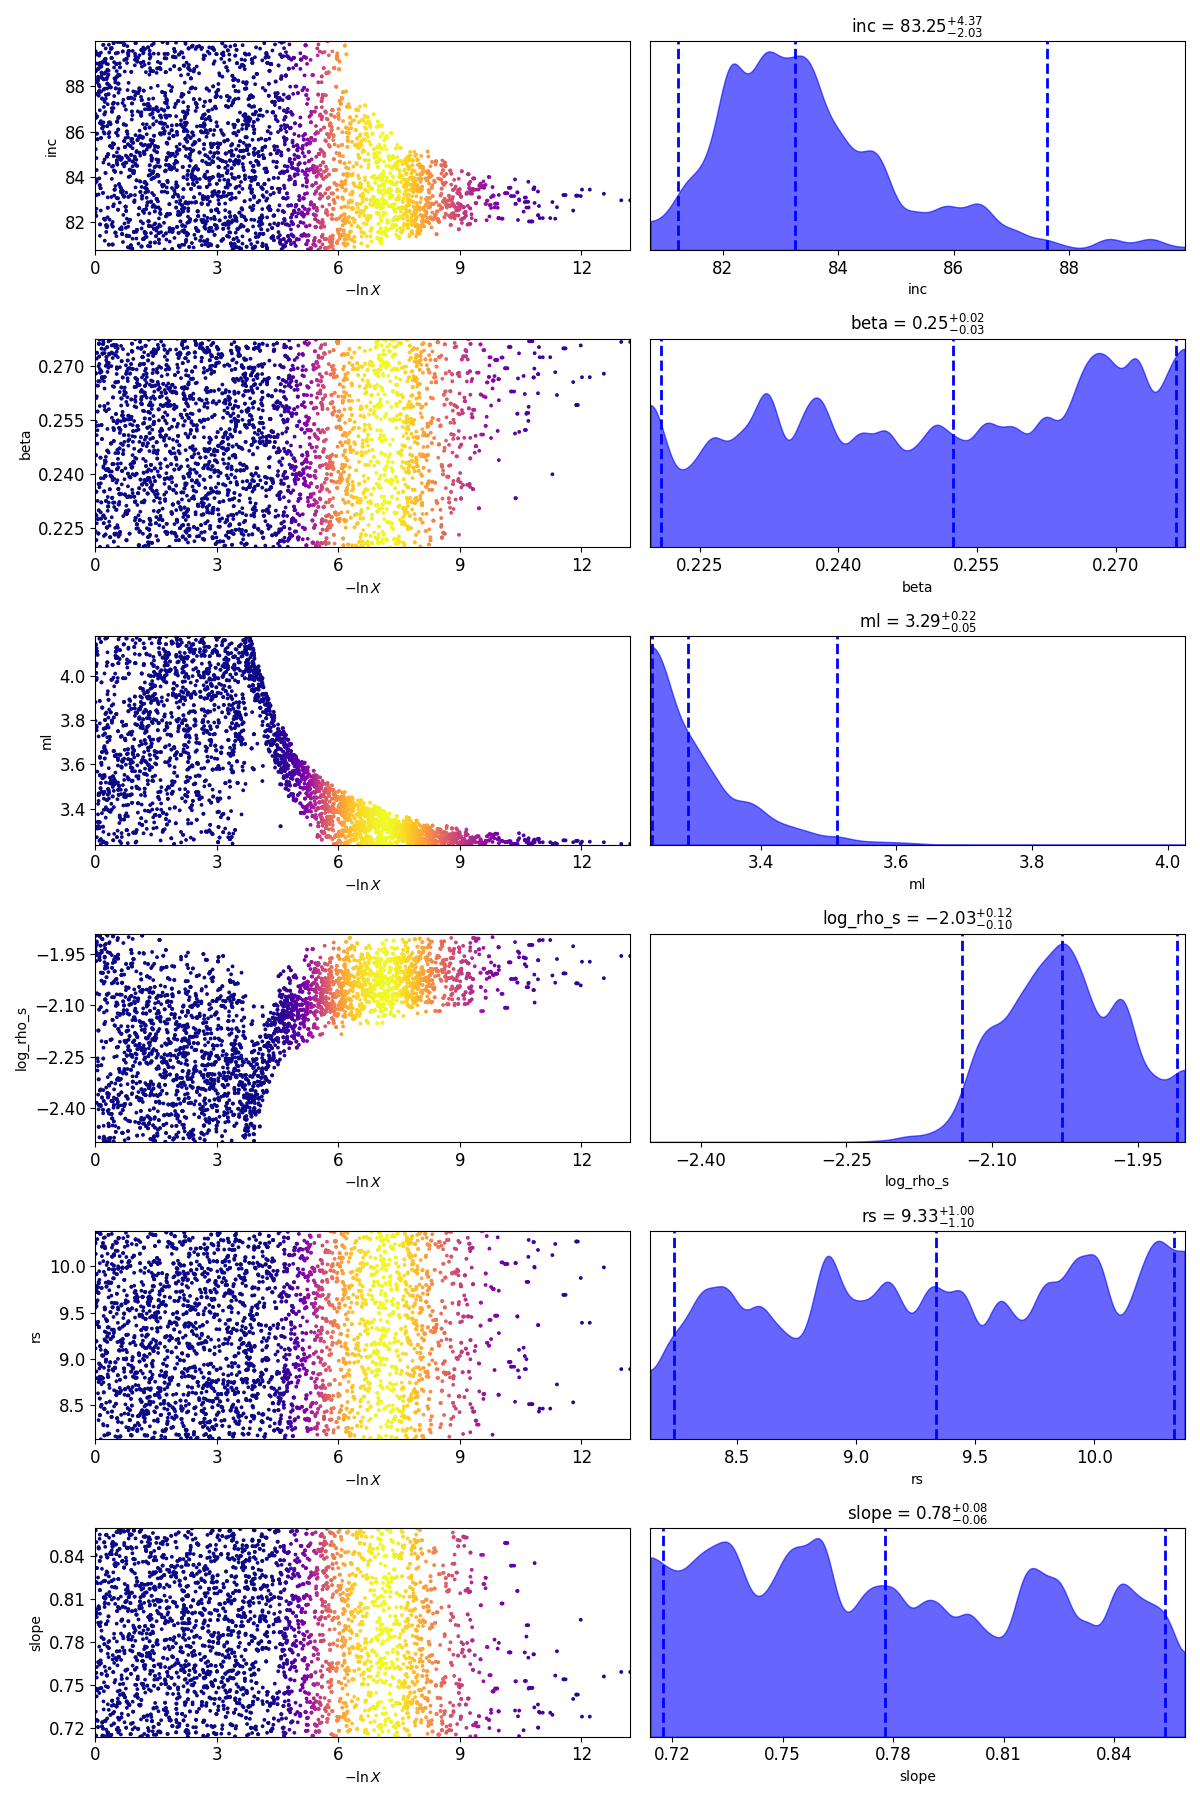 inc = 83.25 +4.37 −2.03
88
86
84
82
inc
0 3 6 9 12
−ln X
82 84 86 88
inc
beta = 0.25 +0.02 −0.03
0.270
0.255
0.240
0.225
beta
0 3 6 9 12
−ln X
0.225 0.240 0.255 0.270
beta
ml = 3.29 +0.22 −0.05
4.0
3.8
3.6
3.4
ml
0 3 6 9 12
−ln X
3.4 3.6 3.8 4.0
ml
log_rho_s = −2.03 +0.12 −0.10
−1.95
−2.10
−2.25
−2.40
log_rho_s
0 3 6 9 12
−ln X
−2.40 −2.25 −2.10 −1.95
log_rho_s
rs = 9.33 +1.00 −1.10
10.0
9.5
9.0
8.5
rs
0 3 6 9 12
−ln X
8.5 9.0 9.5 10.0
rs
slope = 0.78 +0.08 −0.06
0.84
0.81
0.78
0.75
0.72
slope
0 3 6 9 12
−ln X
0.72 0.75 0.78 0.81 0.84
slope